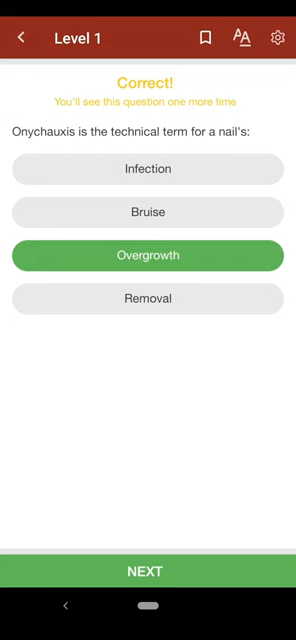 Level 1
AA
Correct!
You'll see this question one more time
Onychauxis is the technical term for a nail's:
Infection
Bruise
Overgrowth
Removal
NEXT